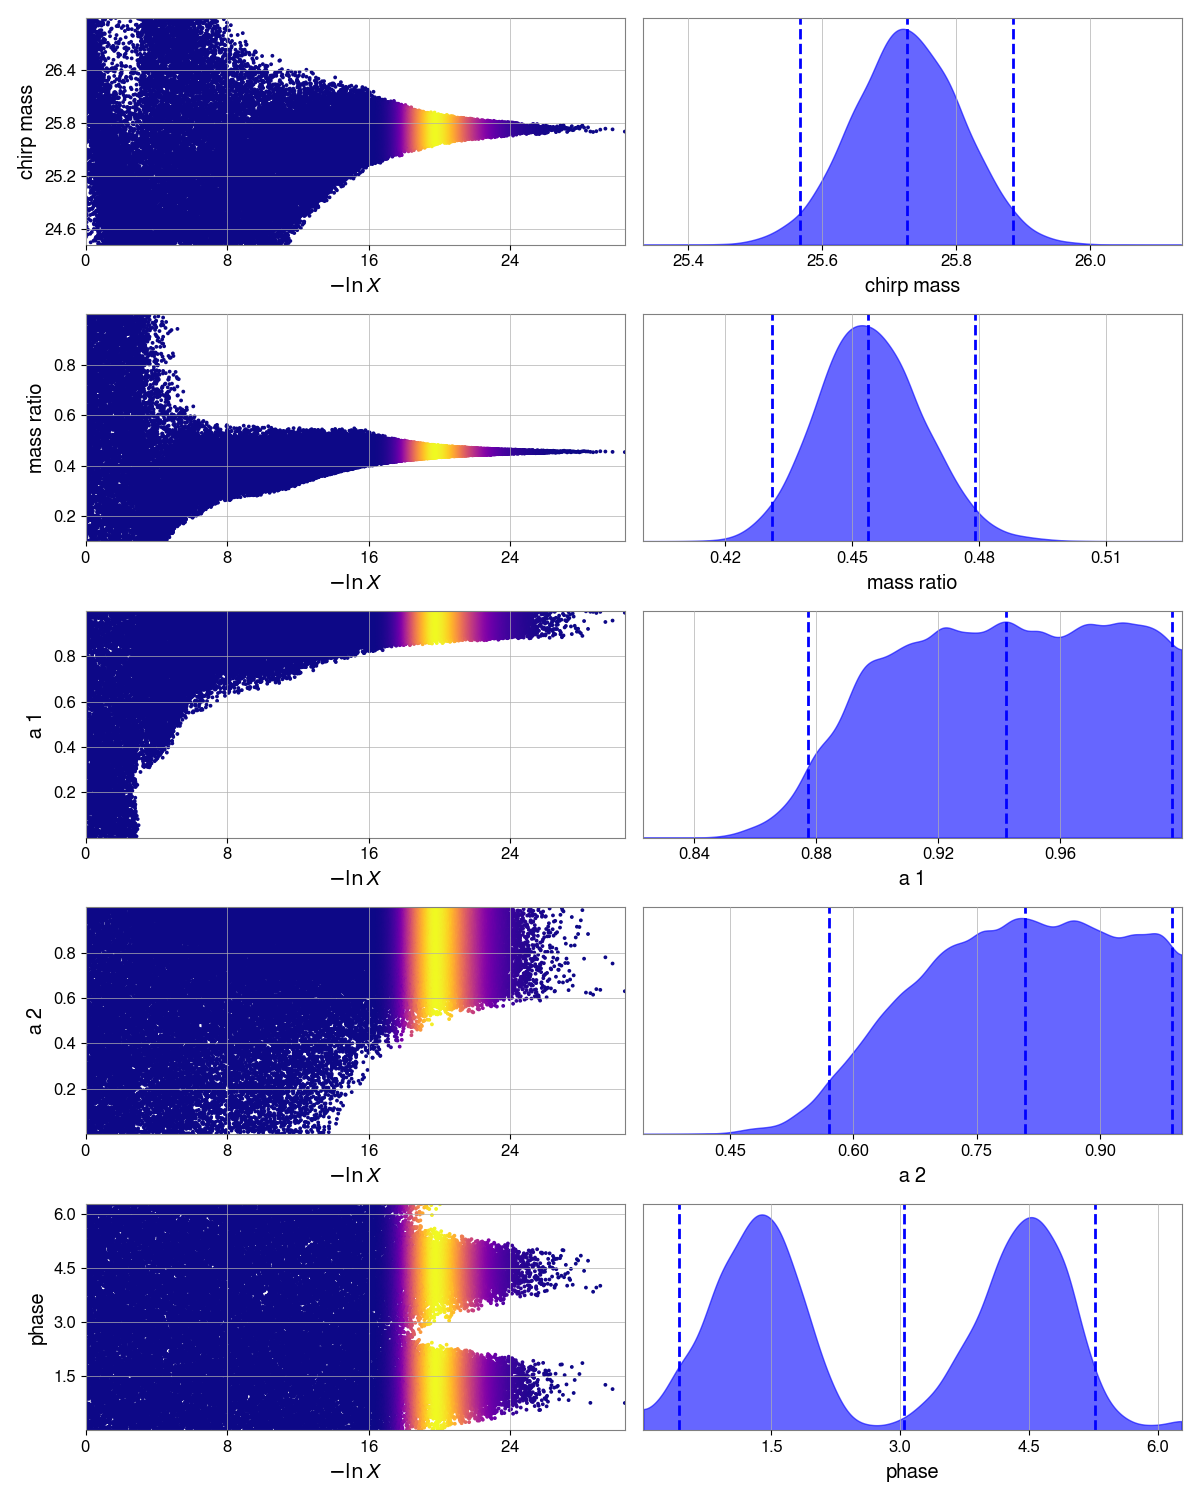 26.4
25.8
25.2
24.6
chirp mass
0 8 16 24
−ln X
25.4 25.6 25.8 26.0
chirp mass
0.8
0.6
0.4
0.2
mass ratio
0 8 16 24
−ln X
0.42 0.45 0.48 0.51
mass ratio
0.8
0.6
0.4
0.2
a 1
0 8 16 24
−ln X
0.84 0.88 0.92 0.96
a 1
0.8
0.6
0.4
0.2
a 2
0 8 16 24
−ln X
0.45 0.60 0.75 0.90
a 2
6.0
4.5
3.0
1.5
phase
0 8 16 24
−ln X
1.5 3.0 4.5 6.0
phase